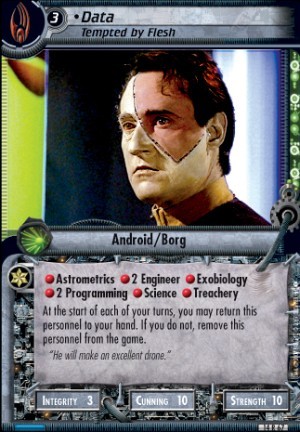 3 • Data
Tempted by Flesh
Android/Borg
• Astrometrics • 2 Engineer • Exobiology
• 2 Programming • Science • Treachery
At the start of each of your turns, you may return this
personnel to your hand. If you do not, remove this
personnel from the game.
"He will make an excellent drone."
INTEGRITY 3 CUNNING 10 STRENGTH 10
14 R 67